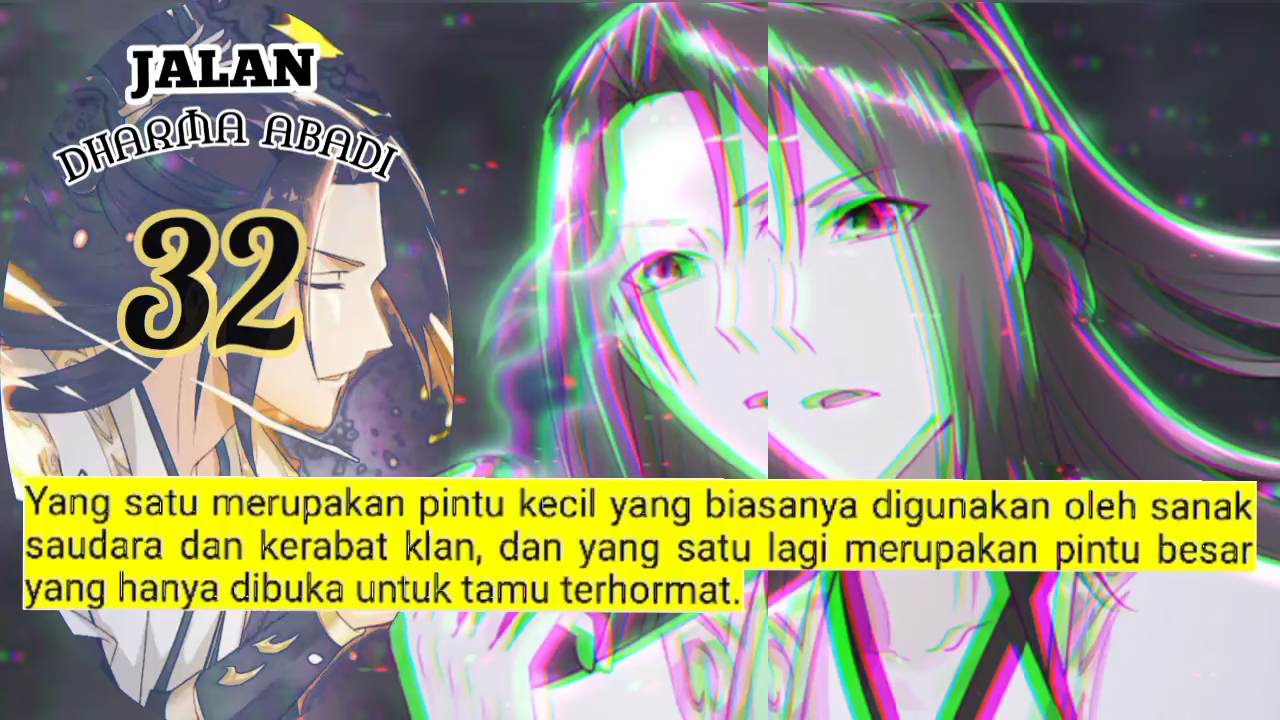 JALAN
DHARMA ABADI
32
Yang satu merupakan pintu kecil yang biasanya digunakan oleh sanak
saudara dan kerabat klan, dan yang satu lagi merupakan pintu besar
yang hanya dibuka untuk tamu terhormat.